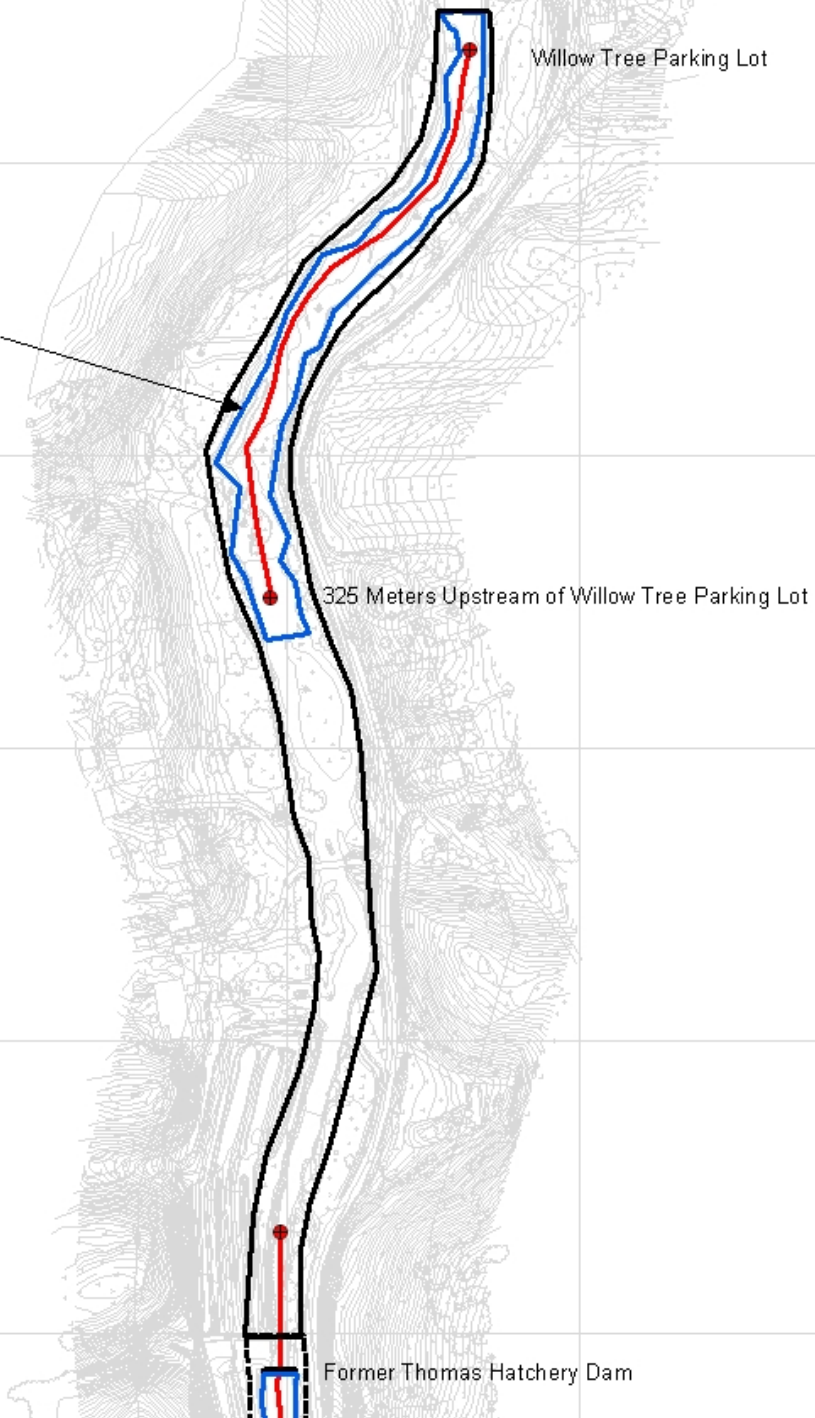 Willow Tree Parking Lot
325 Meters Upstream of Willow Tree Parking Lot
Former Thomas Hatchery Dam